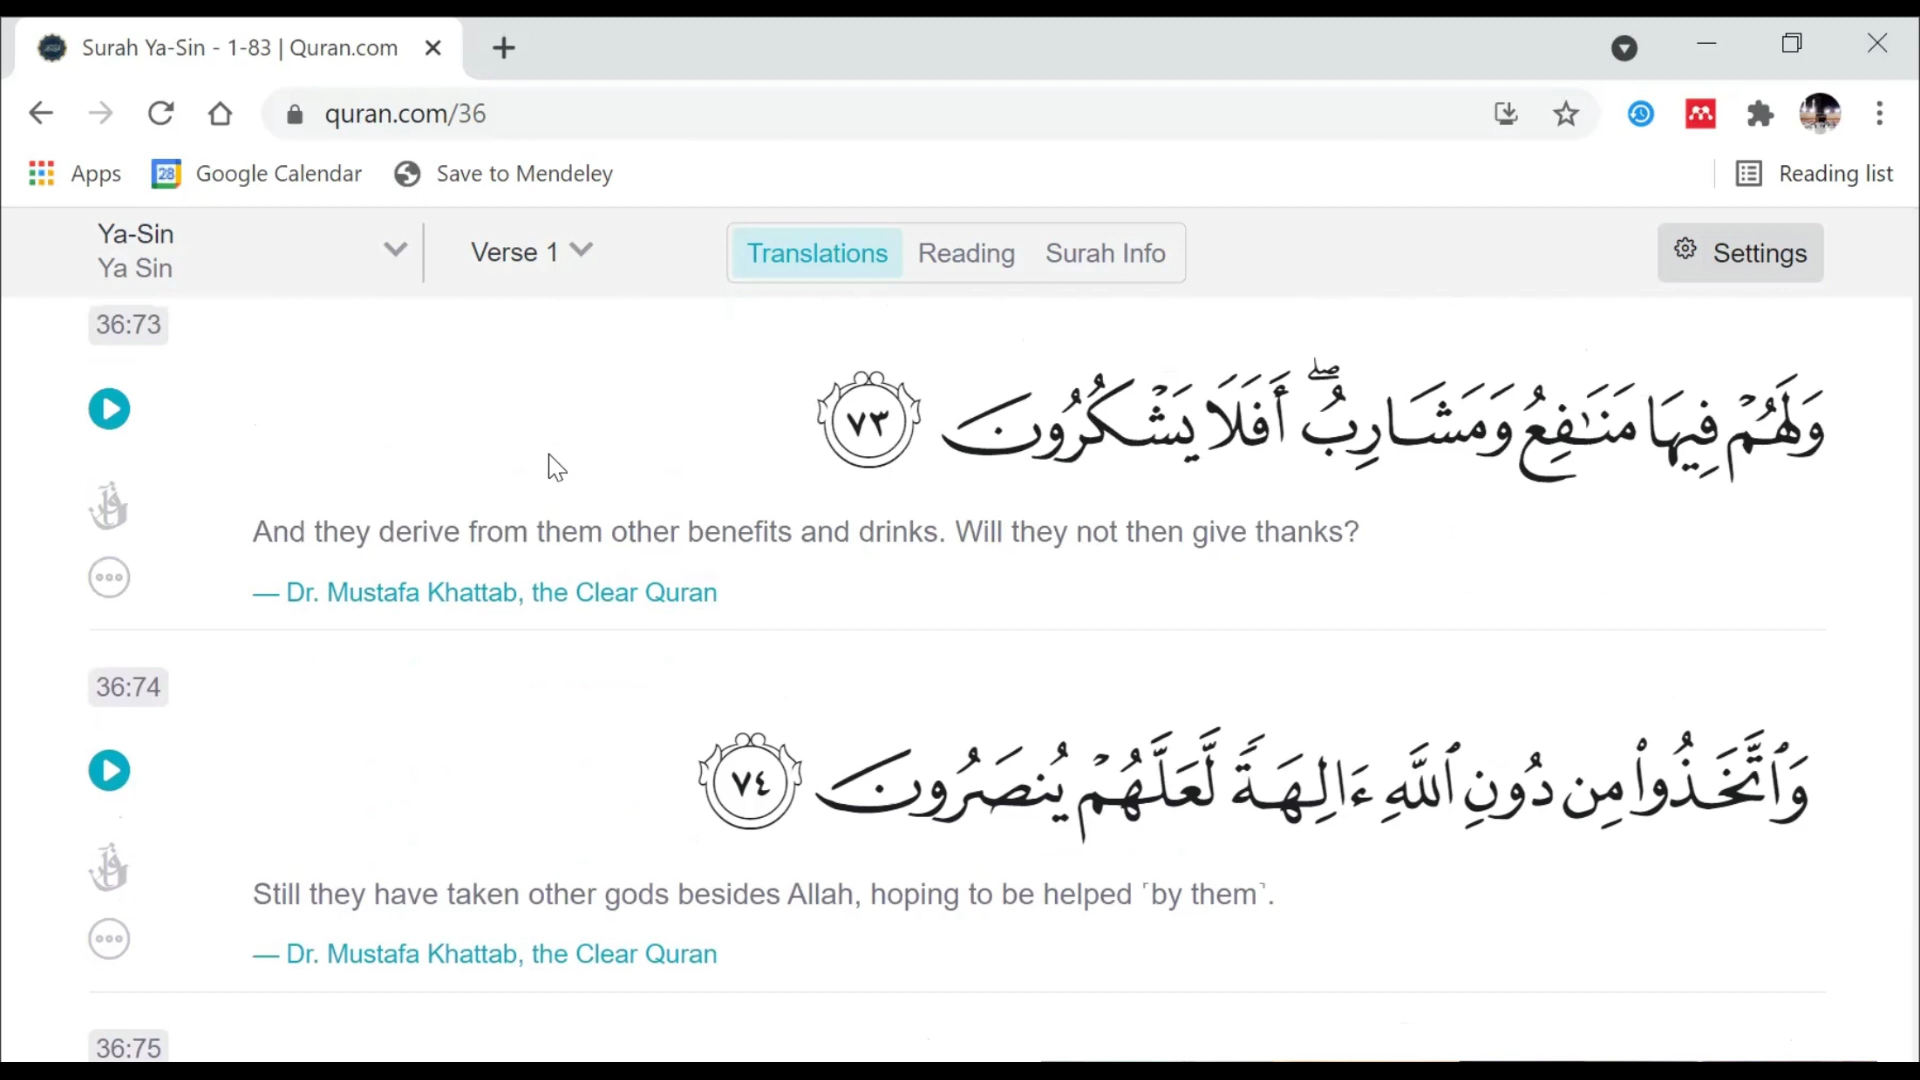 Surah Ya-Sin - 1-83 | Quran.com
quran.com/36
Apps
28
Google Calendar
Save to Mendeley
Reading list
Ya-Sin
Ya Sin
Verse 1
Translations
Reading
Surah Info
Settings
36:73
وَلَهُمۡ فِيهَا مَنَٰفِعُ وَمَشَارِبُۖ أَفَلَا يَشۡكُرُونَ ٧٣
And they derive from them other benefits and drinks. Will they not then give thanks?
— Dr. Mustafa Khattab, the Clear Quran
36:74
وَٱتَّخَذُواْ مِن دُونِ ٱللَّهِ ءَالِهَةٗ لَّعَلَّهُمۡ يُنصَرُونَ ٧٤
Still they have taken other gods besides Allah, hoping to be helped ˹by them˺.
— Dr. Mustafa Khattab, the Clear Quran
36:75